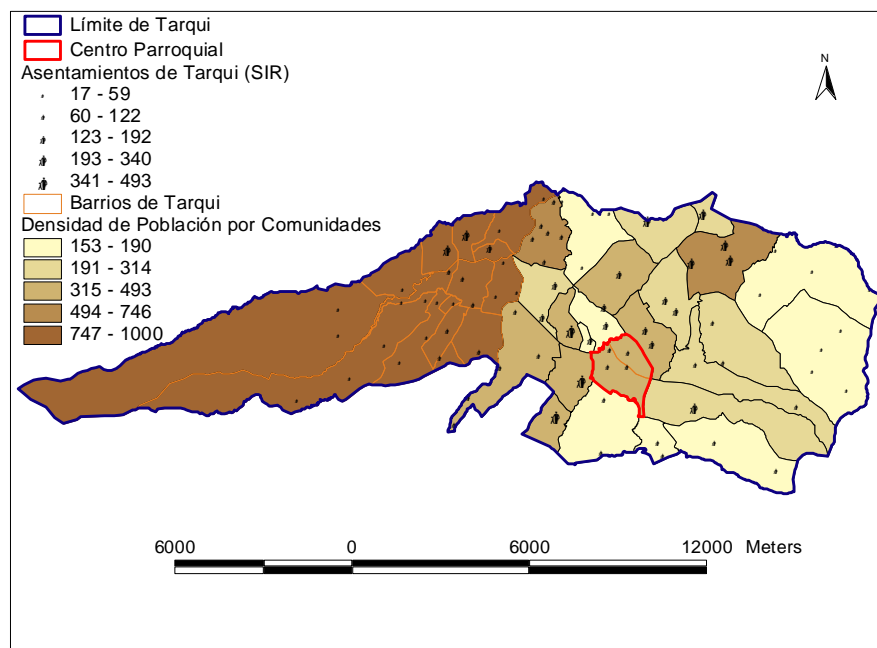 Límite de Tarqui
Centro Parroquial
Asentamientos de Tarqui (SIR)
17 - 59
60 - 122
123 - 192
193 - 340
341 - 493
Barrios de Tarqui
Densidad de Población por Comunidades
153 - 190
191 - 314
315 - 493
494 - 746
747 - 1000
N
6000 0 6000 12000 Meters